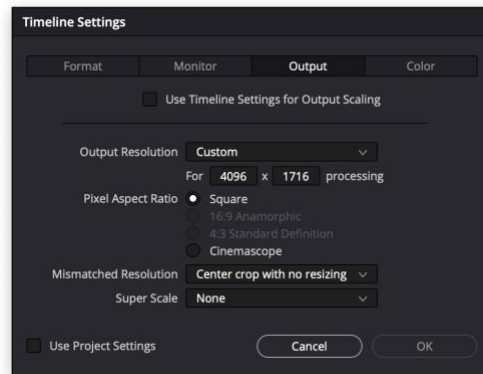 Timeline Settings
Format Monitor Output Color
Use Timeline Settings for Output Scaling
Output Resolution Custom
For 4096 x 1716 processing
Pixel Aspect Ratio Square
16:9 Anamorphic
4:3 Standard Definition
Cinemascope
Mismatched Resolution Center crop with no resizing
Super Scale None
Use Project Settings Cancel OK